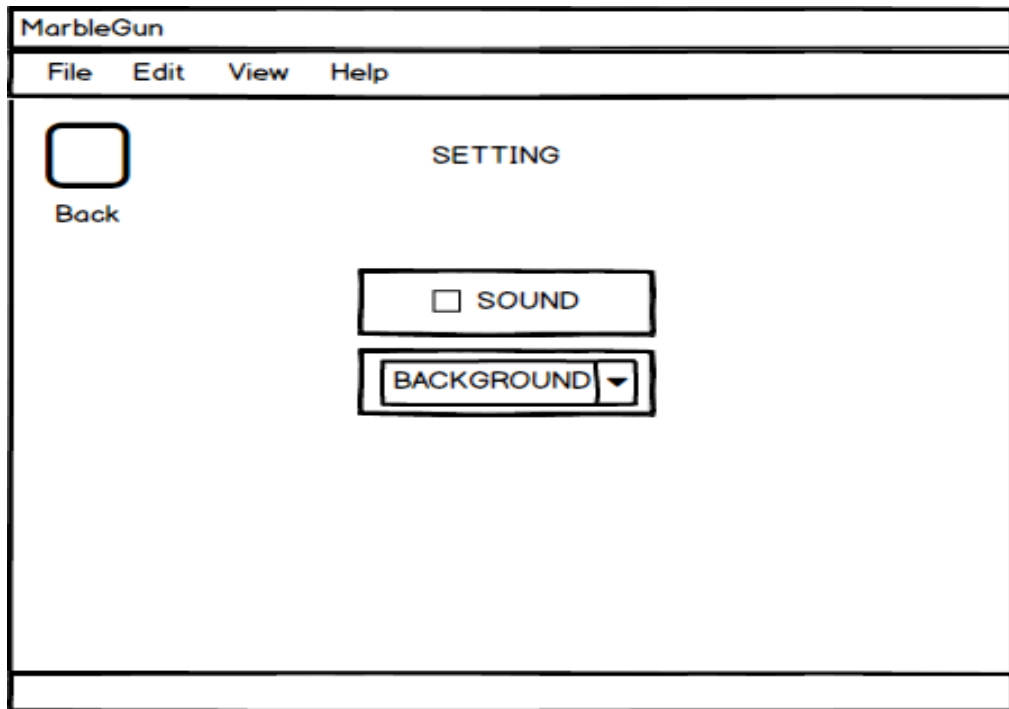 MarbleGun
File Edit View Help
SETTING
Back
SOUND
BACKGROUND